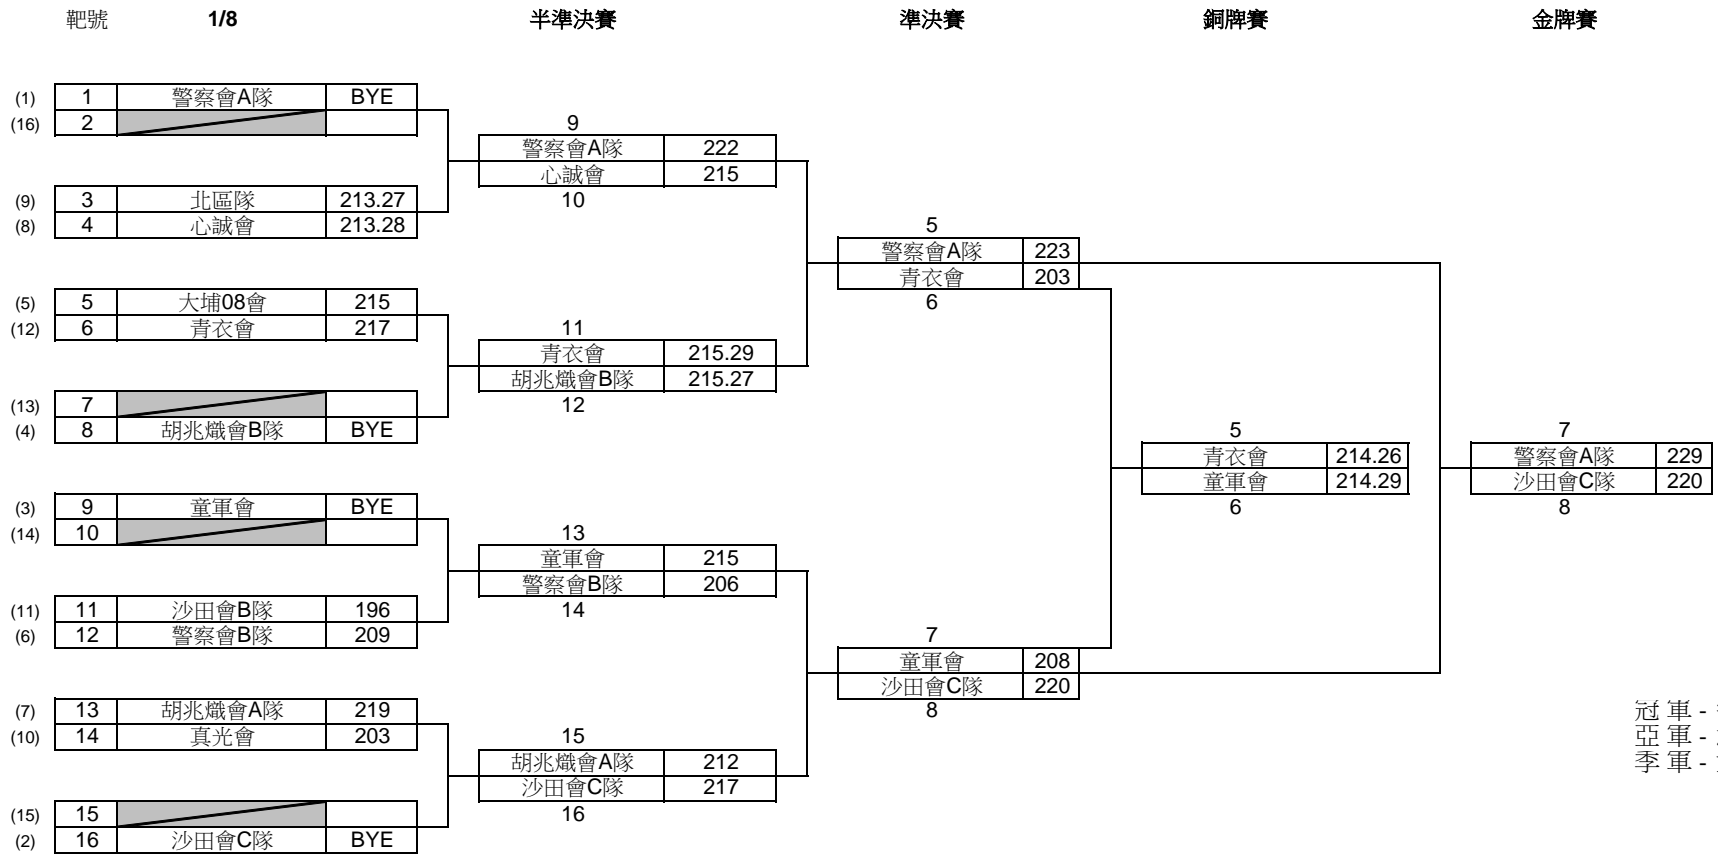 靶號 1/8 半準決賽 準決賽 銅牌賽 金牌賽
(1) 1 警察會A隊 BYE
(16) 2
9
警察會A隊 222
心誠會 215
10
(9) 3 北區隊 213.27
(8) 4 心誠會 213.28
5
警察會A隊 223
青衣會 203
6
(5) 5 大埔08會 215
(12) 6 青衣會 217
11
青衣會 215.29
胡兆熾會B隊 215.27
12
(13) 7
(4) 8 胡兆熾會B隊 BYE
5
青衣會 214.26
童軍會 214.29
6
7
警察會A隊 229
沙田會C隊 220
8
(3) 9 童軍會 BYE
(14) 10
13
童軍會 215
警察會B隊 206
14
(11) 11 沙田會B隊 196
(6) 12 警察會B隊 209
7
童軍會 208
沙田會C隊 220
8
(7) 13 胡兆熾會A隊 219
(10) 14 真光會 203
15
胡兆熾會A隊 212
沙田會C隊 217
16
(15) 15
(2) 16 沙田會C隊 BYE
冠 軍 -
亞 軍 -
季 軍 -